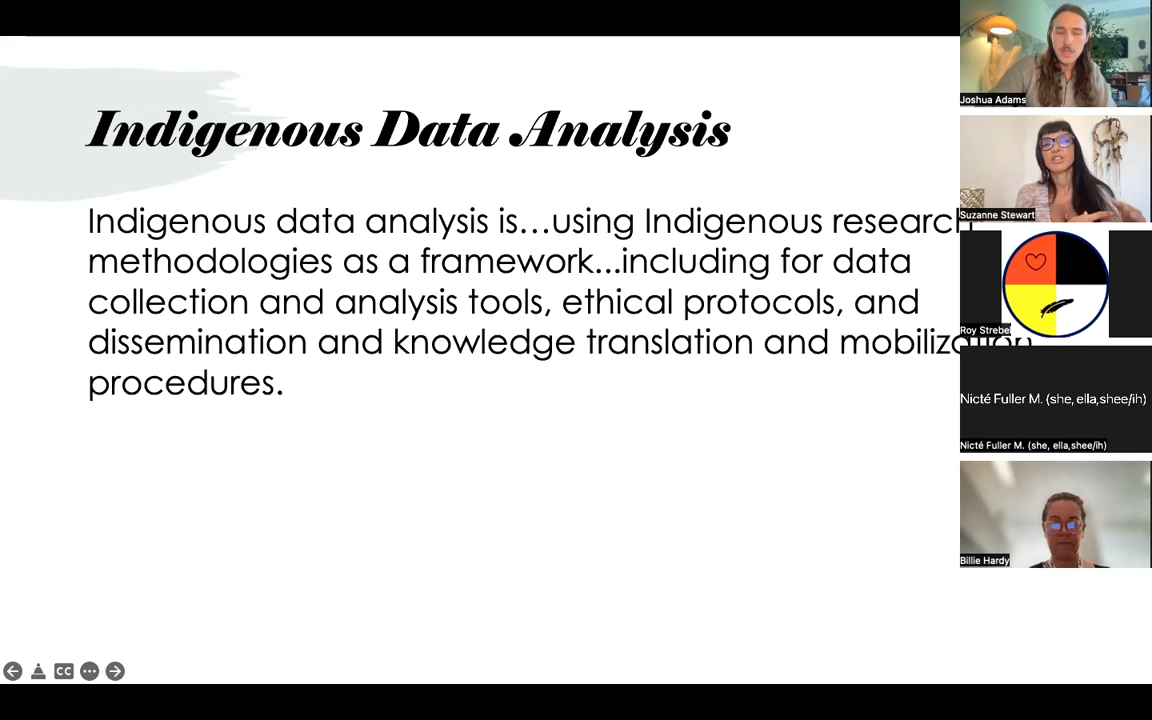 Indigenous Data Analysis
Indigenous data analysis is...using Indigenous research
methodologies as a framework...including for data
collection and analysis tools, ethical protocols, and
dissemination and knowledge translation and mobilization
procedures.
CC
Joshua Adams
Suzanne Stewart
Roy Strebel
Nicté Fuller M. (she, ella,shee/ih)
Nicté Fuller M. (she, ella,shee/ih)
Billie Hardy